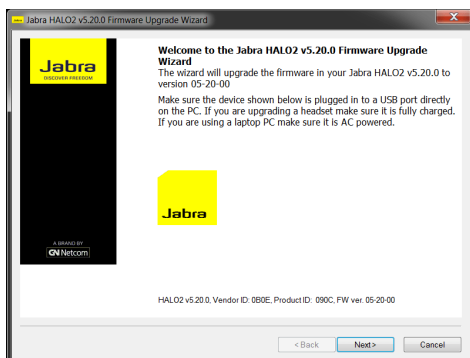 Jabra HALO2 v5.20.0 Firmware Upgrade Wizard
Jabra
DISCOVER FREEDOM
Welcome to the Jabra HALO2 v5.20.0 Firmware Upgrade
Wizard
The wizard will upgrade the firmware in your Jabra HALO2 v5.20.0 to
version 05-20-00
Make sure the device shown below is plugged in to a USB port directly
on the PC. If you are upgrading a headset make sure it is fully charged.
If you are using a laptop PC make sure it is AC powered.
Jabra
A BRAND BY
GN Netcom
HALO2 v5.20.0, Vendor ID: 0B0E, Product ID: 090C, FW ver. 05-20-00
< Back
Next >
Cancel